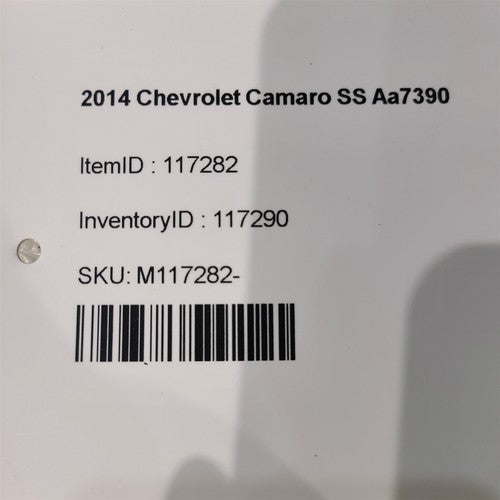 2014 Chevrolet Camaro SS Aa7390
ItemID : 117282
InventoryID : 117290
SKU: M117282-